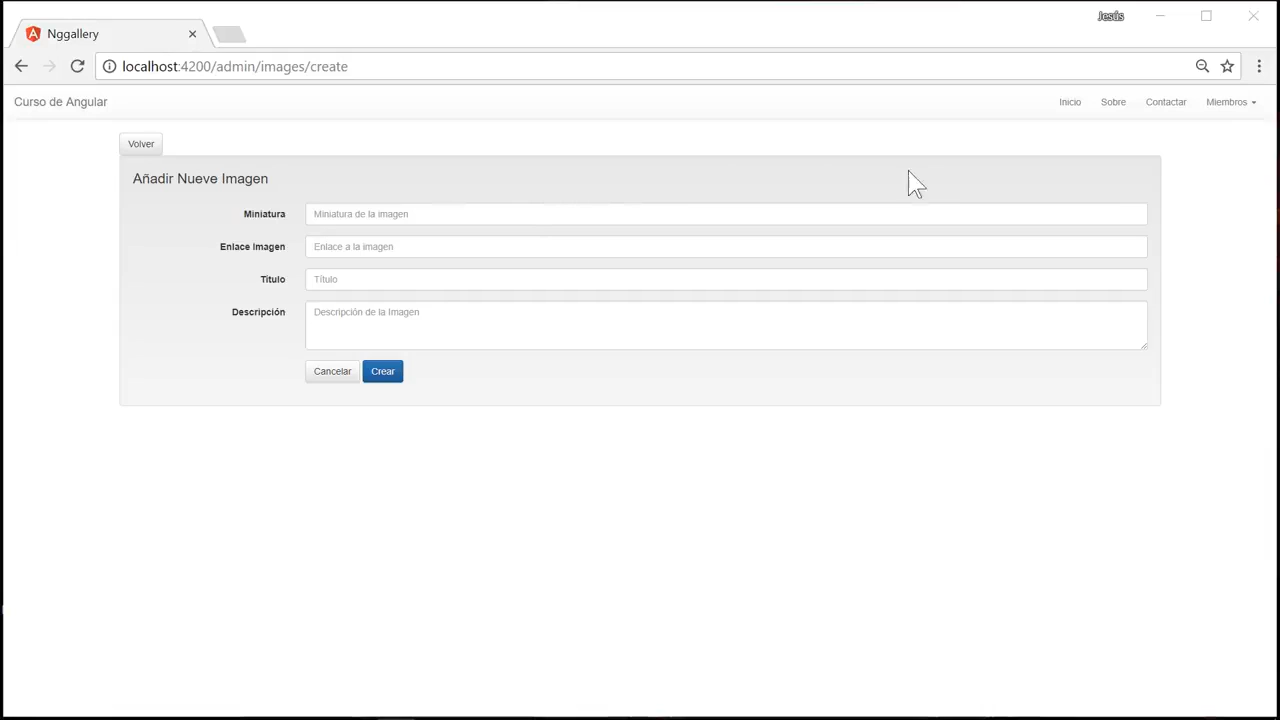 Jesús
Nggallery
localhost:4200/admin/images/create
Curso de Angular
Inicio
Sobre
Contactar
Miembros
Volver
Añadir Nueve Imagen
Miniatura
Miniatura de la imagen
Enlace Imagen
Enlace a la imagen
Título
Título
Descripción
Descripción de la Imagen
Cancelar
Crear